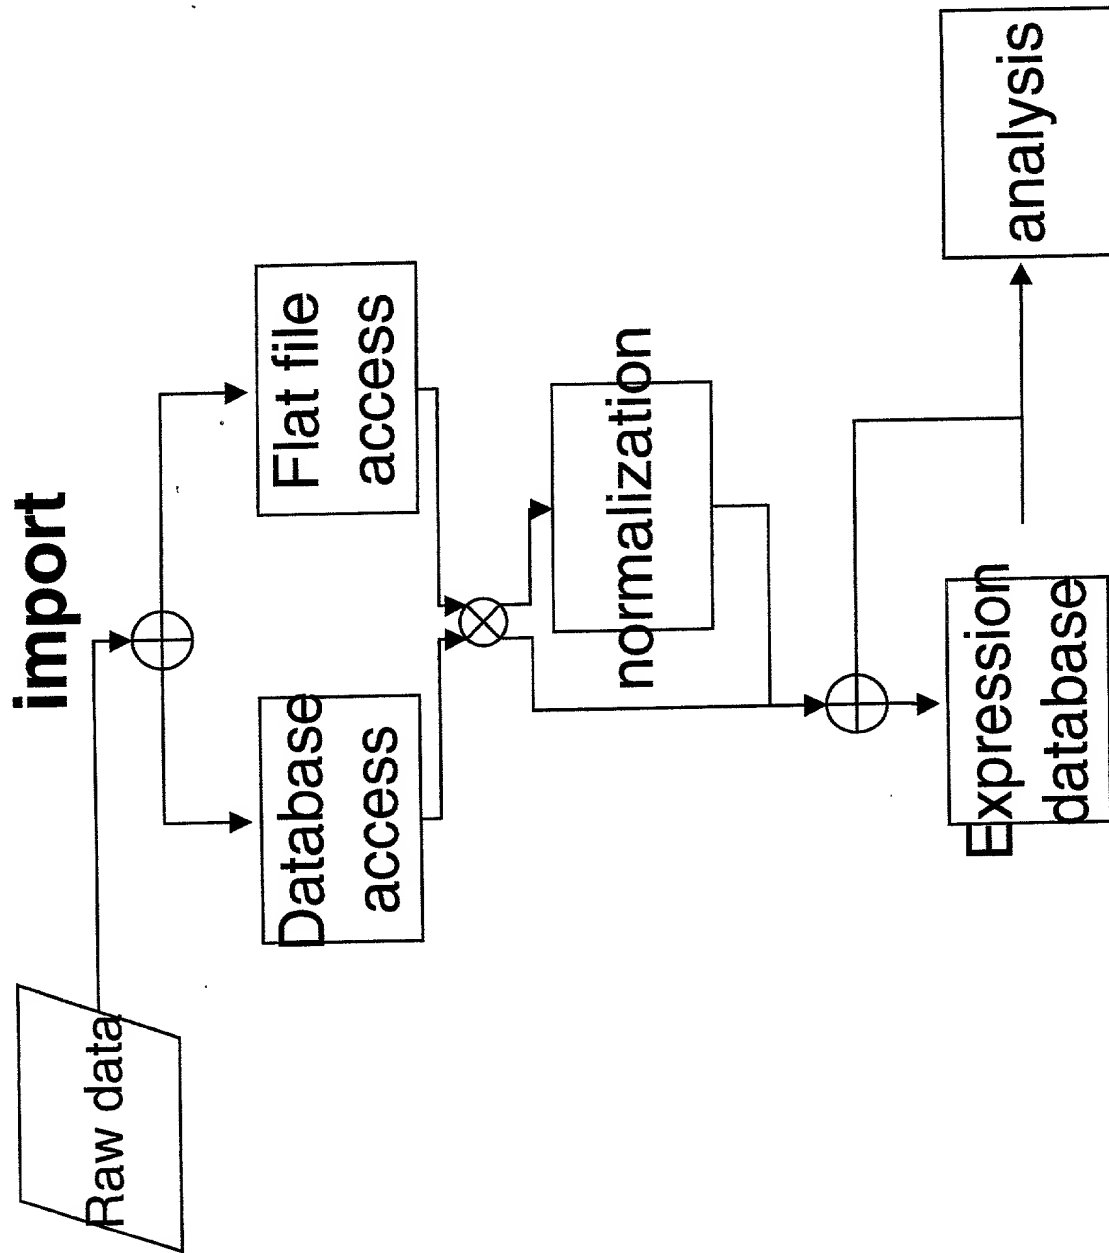 import
Raw data
Database
access
Flat file
access
normalization
Expression
database
analysis